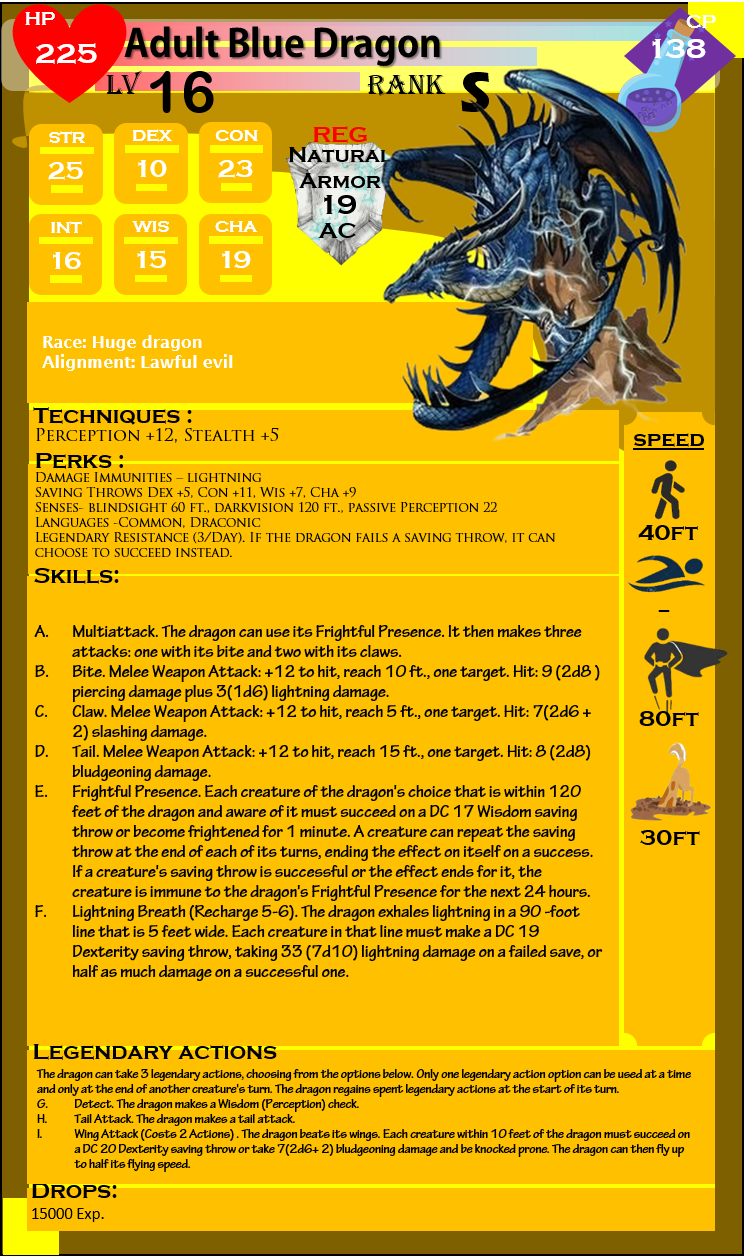 HP
225
Adult Blue Dragon
CP
138
LV 16
RANK S
STR
25
DEX
10
CON
23
INT
16
WIS
15
CHA
19
REG
Natural
Armor
19
AC
Race: Huge dragon
Alignment: Lawful evil
Techniques :
Perception +12, Stealth +5
Perks :
Damage Immunities – lightning
Saving Throws Dex +5, Con +11, Wis +7, Cha +9
Senses- blindsight 60 ft., darkvision 120 ft., passive Perception 22
Languages -Common, Draconic
Legendary Resistance (3/Day). If the dragon fails a saving throw, it can
choose to succeed instead.
Skills:
A. Multiattack. The dragon can use its Frightful Presence. It then makes three
attacks: one with its bite and two with its claws.
B. Bite. Melee Weapon Attack: +12 to hit, reach 10 ft., one target. Hit: 9 (2d8 )
piercing damage plus 3(1d6) lightning damage.
C. Claw. Melee Weapon Attack: +12 to hit, reach 5 ft., one target. Hit: 7(2d6 +
2) slashing damage.
D. Tail. Melee Weapon Attack: +12 to hit, reach 15 ft., one target. Hit: 8 (2d8)
bludgeoning damage.
E. Frightful Presence. Each creature of the dragon's choice that is within 120
feet of the dragon and aware of it must succeed on a DC 17 Wisdom saving
throw or become frightened for 1 minute. A creature can repeat the saving
throw at the end of each of its turns, ending the effect on itself on a success.
If a creature's saving throw is successful or the effect ends for it, the
creature is immune to the dragon's Frightful Presence for the next 24 hours.
F. Lightning Breath (Recharge 5-6). The dragon exhales lightning in a 90 -foot
line that is 5 feet wide. Each creature in that line must make a DC 19
Dexterity saving throw, taking 33 (7d10) lightning damage on a failed save, or
half as much damage on a successful one.
SPEED
40FT
–
80FT
30FT
Legendary actions
The dragon can take 3 legendary actions, choosing from the options below. Only one legendary action option can be used at a time
and only at the end of another creature's turn. The dragon regains spent legendary actions at the start of its turn.
G. Detect. The dragon makes a Wisdom (Perception) check.
H. Tail Attack. The dragon makes a tail attack.
I. Wing Attack (Costs 2 Actions) . The dragon beats its wings. Each creature within 10 feet of the dragon must succeed on
a DC 20 Dexterity saving throw or take 7(2d6+ 2) bludgeoning damage and be knocked prone. The dragon can then fly up
to half its flying speed.
Drops:
15000 Exp.